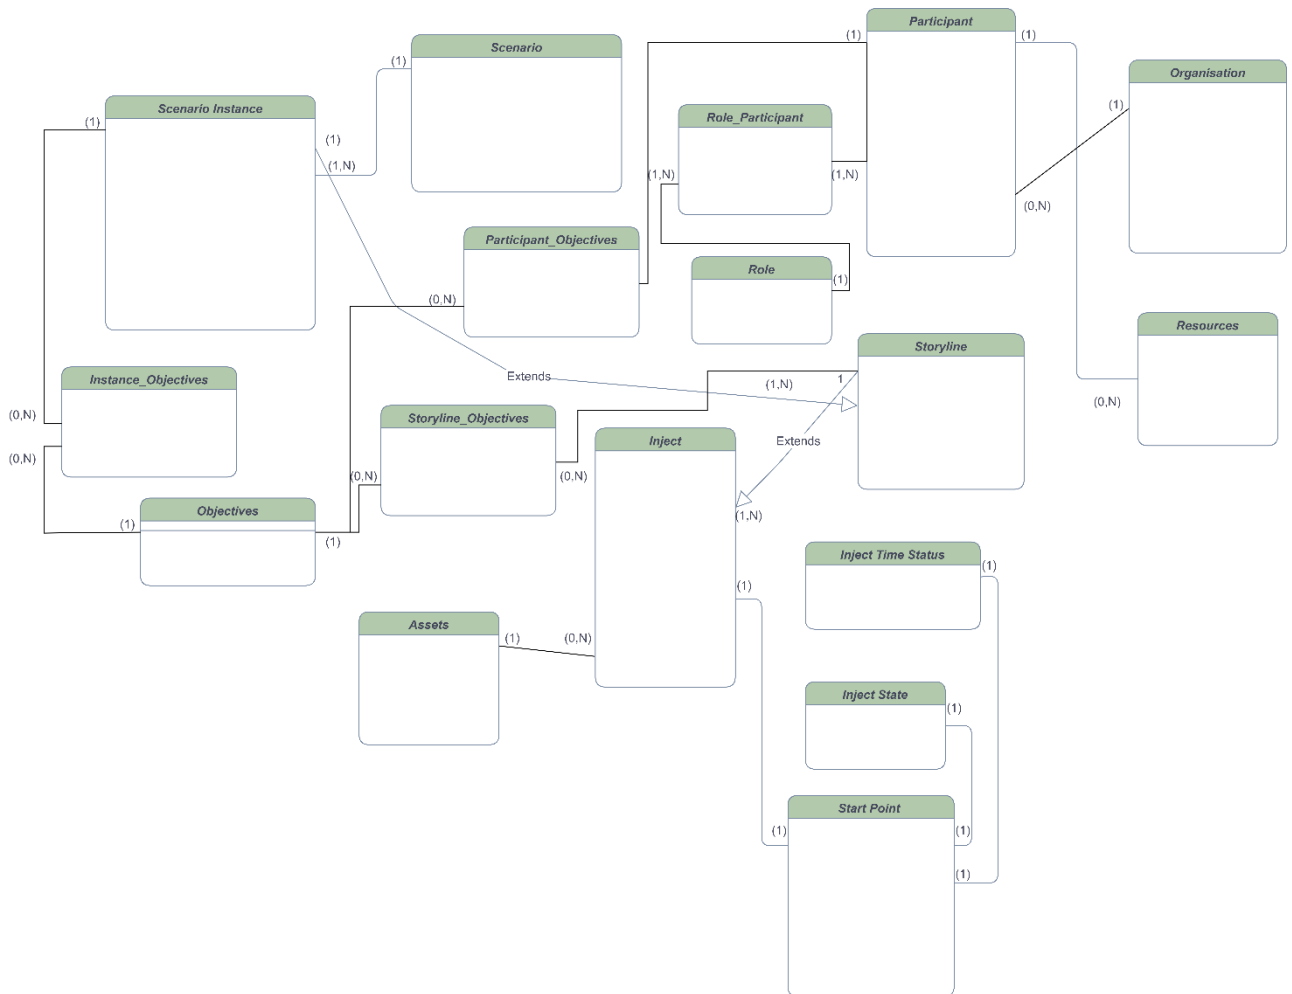 Participant
(1)
(1)
Scenario
(1)
Organisation
(1)
Scenario Instance
(1)
(1)
(1,N)
Role_Participant
(1,N)
(1,N)
(0,N)
Participant_Objectives
(0,N)
Role
(1)
Resources
(0,N)
Storyline
1
(1,N)
Extends
Instance_Objectives
(0,N)
(0,N)
Storyline_Objectives
(0,N)
(0,N)
Inject
Extends
(1,N)
Objectives
(1)
(1)
Inject Time Status
(1)
(1)
Assets
(1)
(0,N)
Inject State
(1)
Start Point
(1)
(1)
(1)